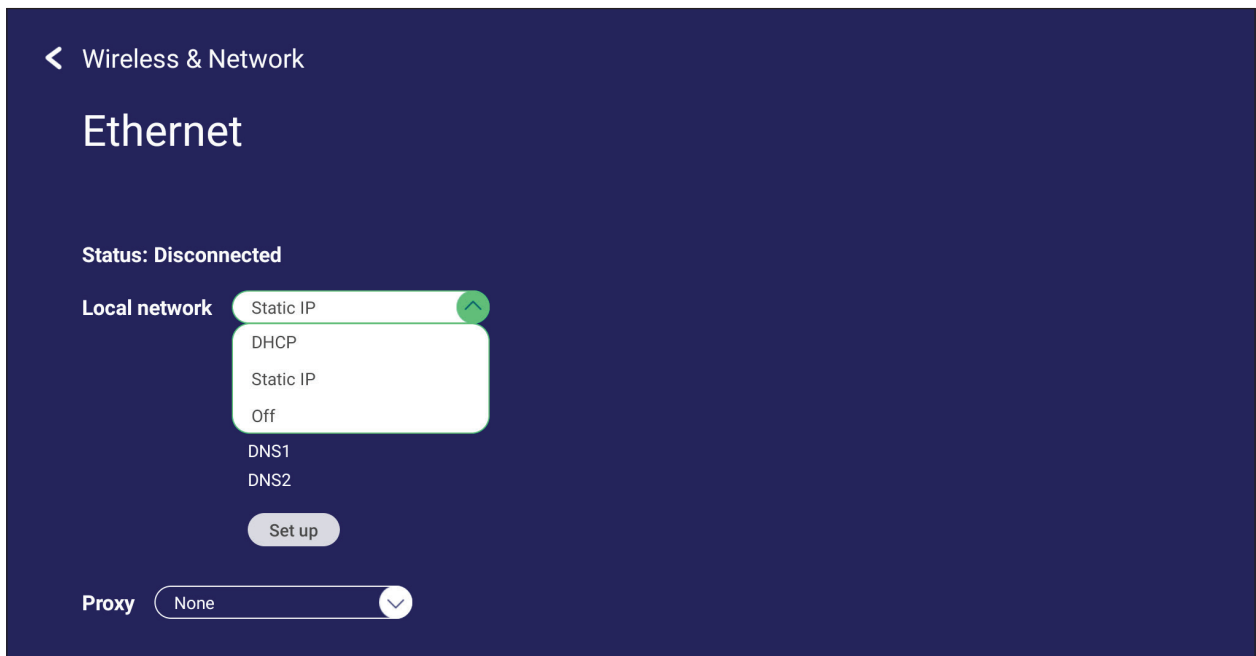 Wireless & Network
Ethernet
Status: Disconnected
Local network Static IP
DHCP
Static IP
Off
DNS1
DNS2
Set up
Proxy None